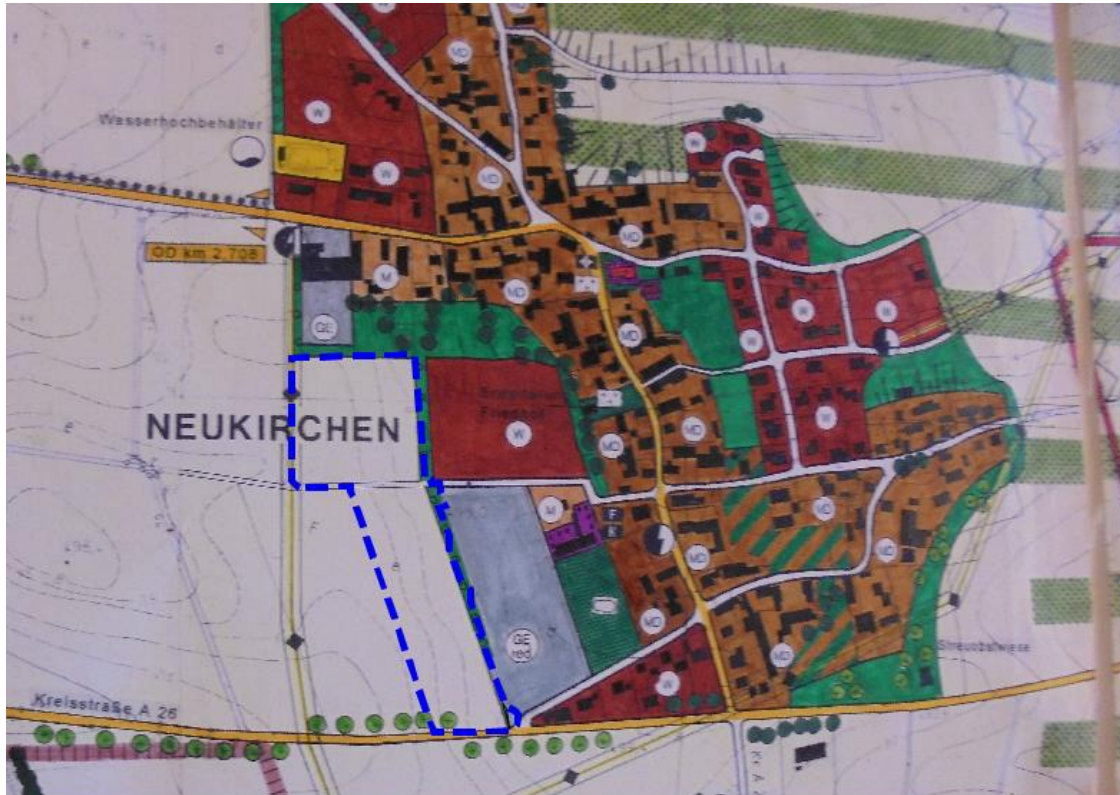 MD
MD
W
Wasserhochbehälter
W
W
MD
W
OD km 2.708
MD
M
MD
W
W
GE
MD
W
NEUKIRCHEN
W
MD
MD
W
M
F
K
MD
MD
MD
GE
red
MD
MD
W
Streuobstwiese
Kreisstraße A 26